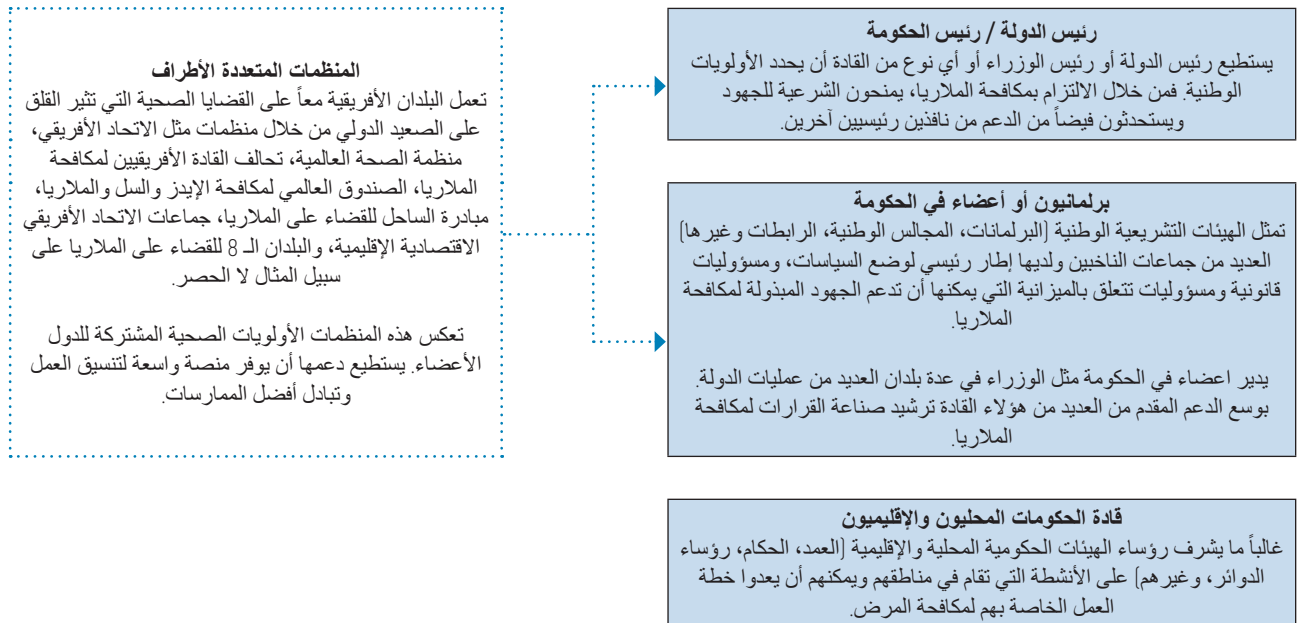 رئيس الدولة / رئيس الحكومة
يستطيع رئيس الدولة أو رئيس الوزراء أو أي نوع من القادة أن يحدد الأولويات
الوطنية. فمن خلال الالتزام بمكافحة الملاريا، يمنحون الشرعية للجهود
ويستحدثون فيضاً من الدعم من نافذين رئيسيين آخرين.
برلمانيون أو أعضاء في الحكومة
تمثل الهيئات التشريعية الوطنية (البرلمانات، المجالس الوطنية، الرابطات وغيرها)
العديد من جماعات الناخبين ولديها إطار رئيسي لوضع السياسات، ومسؤوليات
قانونية ومسؤوليات تتعلق بالميزانية التي يمكنها أن تدعم الجهود المبذولة لمكافحة
الملاريا.
يدير اعضاء في الحكومة مثل الوزراء في عدة بلدان العديد من عمليات الدولة.
بوسع الدعم المقدم من العديد من هؤلاء القادة ترشيد صناعة القرارات لمكافحة
الملاريا.
قادة الحكومات المحليون والإقليميون
غالباً ما يشرف رؤساء الهيئات الحكومية المحلية والإقليمية (العمد، الحكام، رؤساء
الدوائر، وغيرهم) على الأنشطة التي تقام في مناطقهم ويمكنهم أن يعدوا خطة
العمل الخاصة بهم لمكافحة المرض.
المنظمات المتعددة الأطراف
تعمل البلدان الأفريقية معاً على القضايا الصحية التي تثير القلق
على الصعيد الدولي من خلال منظمات مثل الاتحاد الأفريقي،
منظمة الصحة العالمية، تحالف القادة الأفريقيين لمكافحة
الملاريا، الصندوق العالمي لمكافحة الإيدز والسل والملاريا،
مبادرة الساحل للقضاء على الملاريا، جماعات الاتحاد الأفريقي
الاقتصادية الإقليمية، والبلدان الـ 8 للقضاء على الملاريا على
سبيل المثال لا الحصر.
تعكس هذه المنظمات الأولويات الصحية المشتركة للدول
الأعضاء. يستطيع دعمها أن يوفر منصة واسعة لتنسيق العمل
وتبادل أفضل الممارسات.